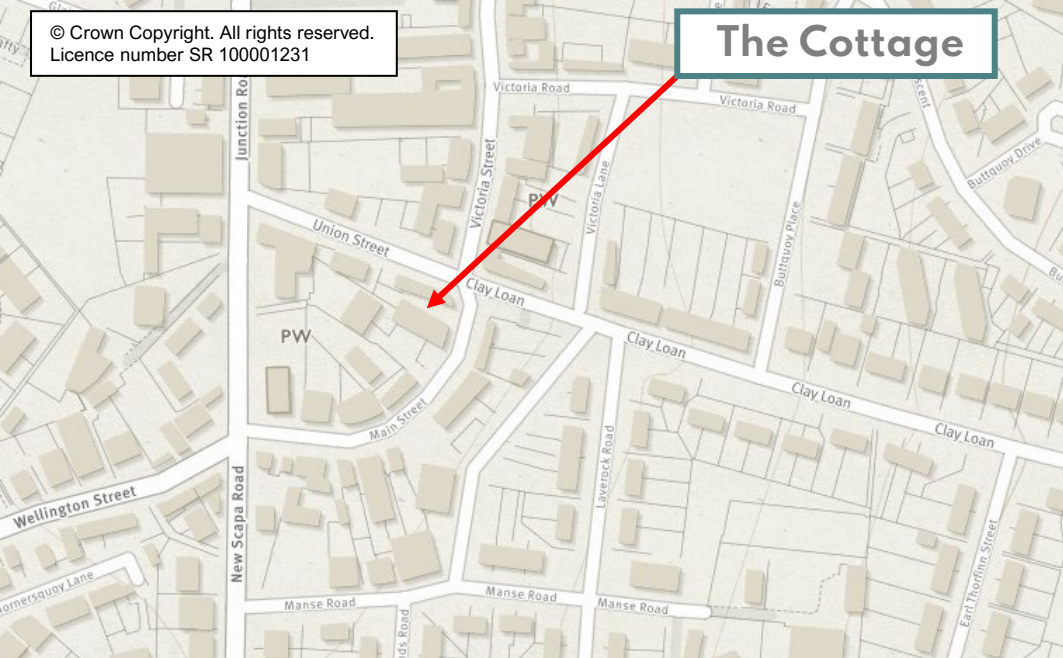 © Crown Copyright. All rights reserved.
Licence number SR 100001231
The Cottage
Junction Ro
Victoria Road
Victoria Road
Victoria Street
Victoria Lane
PW
Buttquoy Drive
Buttquoy Place
Union Street
Clay Loan
PW
Clay Loan
Clay Loan
Clay Loan
Main Street
Laverock Road
Wellington Street
New Scapa Road
Earl Thorfinn Street
Manse Road
Manse Road
Manse Road
ds Road